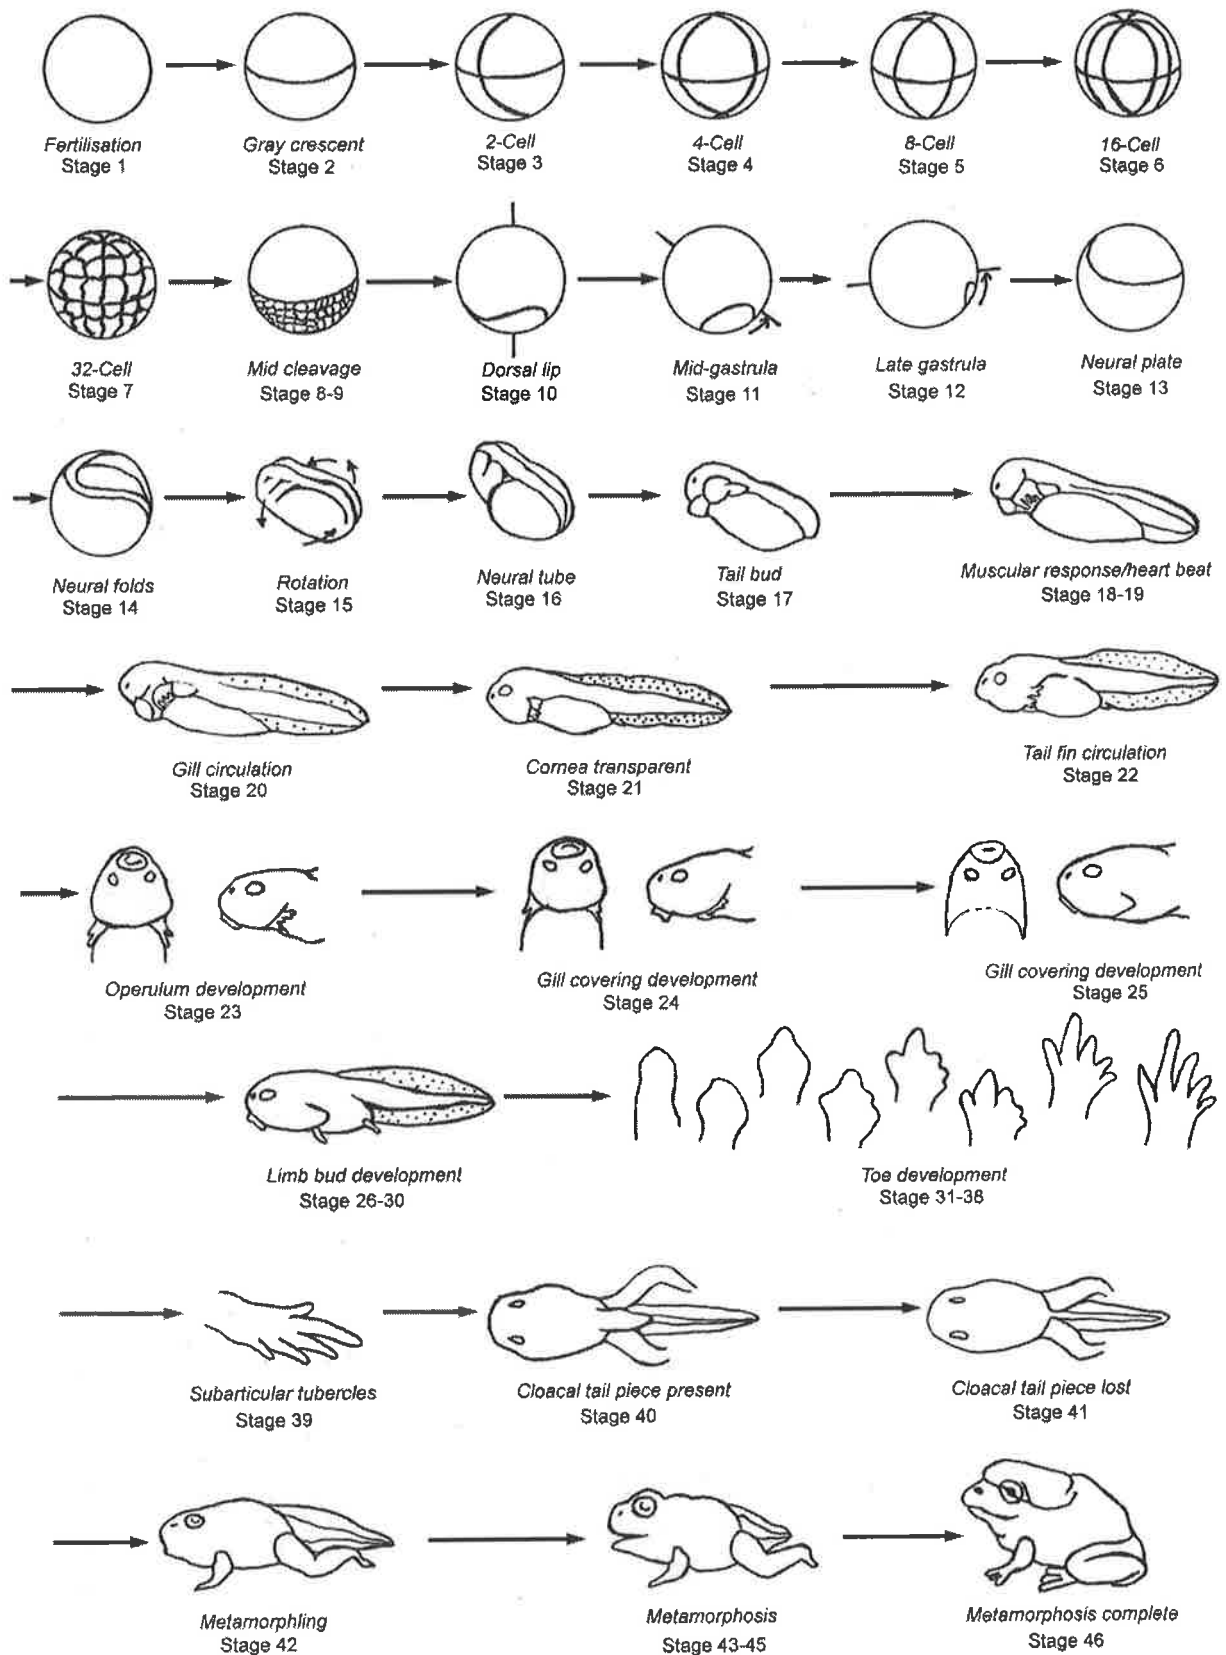 Fertilisation
Stage 1
Gray crescent
Stage 2
2-Cell
Stage 3
4-Cell
Stage 4
8-Cell
Stage 5
16-Cell
Stage 6
32-Cell
Stage 7
Mid cleavage
Stage 8-9
Dorsal lip
Stage 10
Mid-gastrula
Stage 11
Late gastrula
Stage 12
Neural plate
Stage 13
Neural folds
Stage 14
Rotation
Stage 15
Neural tube
Stage 16
Tail bud
Stage 17
Muscular response/heart beat
Stage 18-19
Gill circulation
Stage 20
Cornea transparent
Stage 21
Tail fin circulation
Stage 22
Operulum development
Stage 23
Gill covering development
Stage 24
Gill covering development
Stage 25
Limb bud development
Stage 26-30
Toe development
Stage 31-38
Subarticular tubercles
Stage 39
Cloacal tail piece present
Stage 40
Cloacal tail piece lost
Stage 41
Metamorphling
Stage 42
Metamorphosis
Stage 43-45
Metamorphosis complete
Stage 46